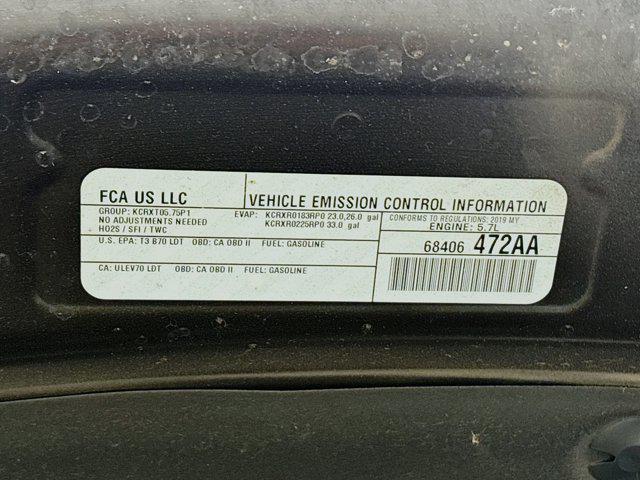 FCA US LLC
VEHICLE EMISSION CONTROL INFORMATION
GROUP: KCRXT05.75P1
NO ADJUSTMENTS NEEDED
HO2S / SFI / TWC
EVAP: KCRXR0183RP0 23.0,26.0 gal
KCRXR0225RP0 33.0 gal
CONFORMS TO REGULATIONS: 2019 MY
ENGINE: 5.7L
U.S. EPA: T3 B70 LDT OBD: CA OBD II FUEL: GASOLINE
68406 472AA
CA: ULEV70 LDT OBD: CA OBD II FUEL: GASOLINE